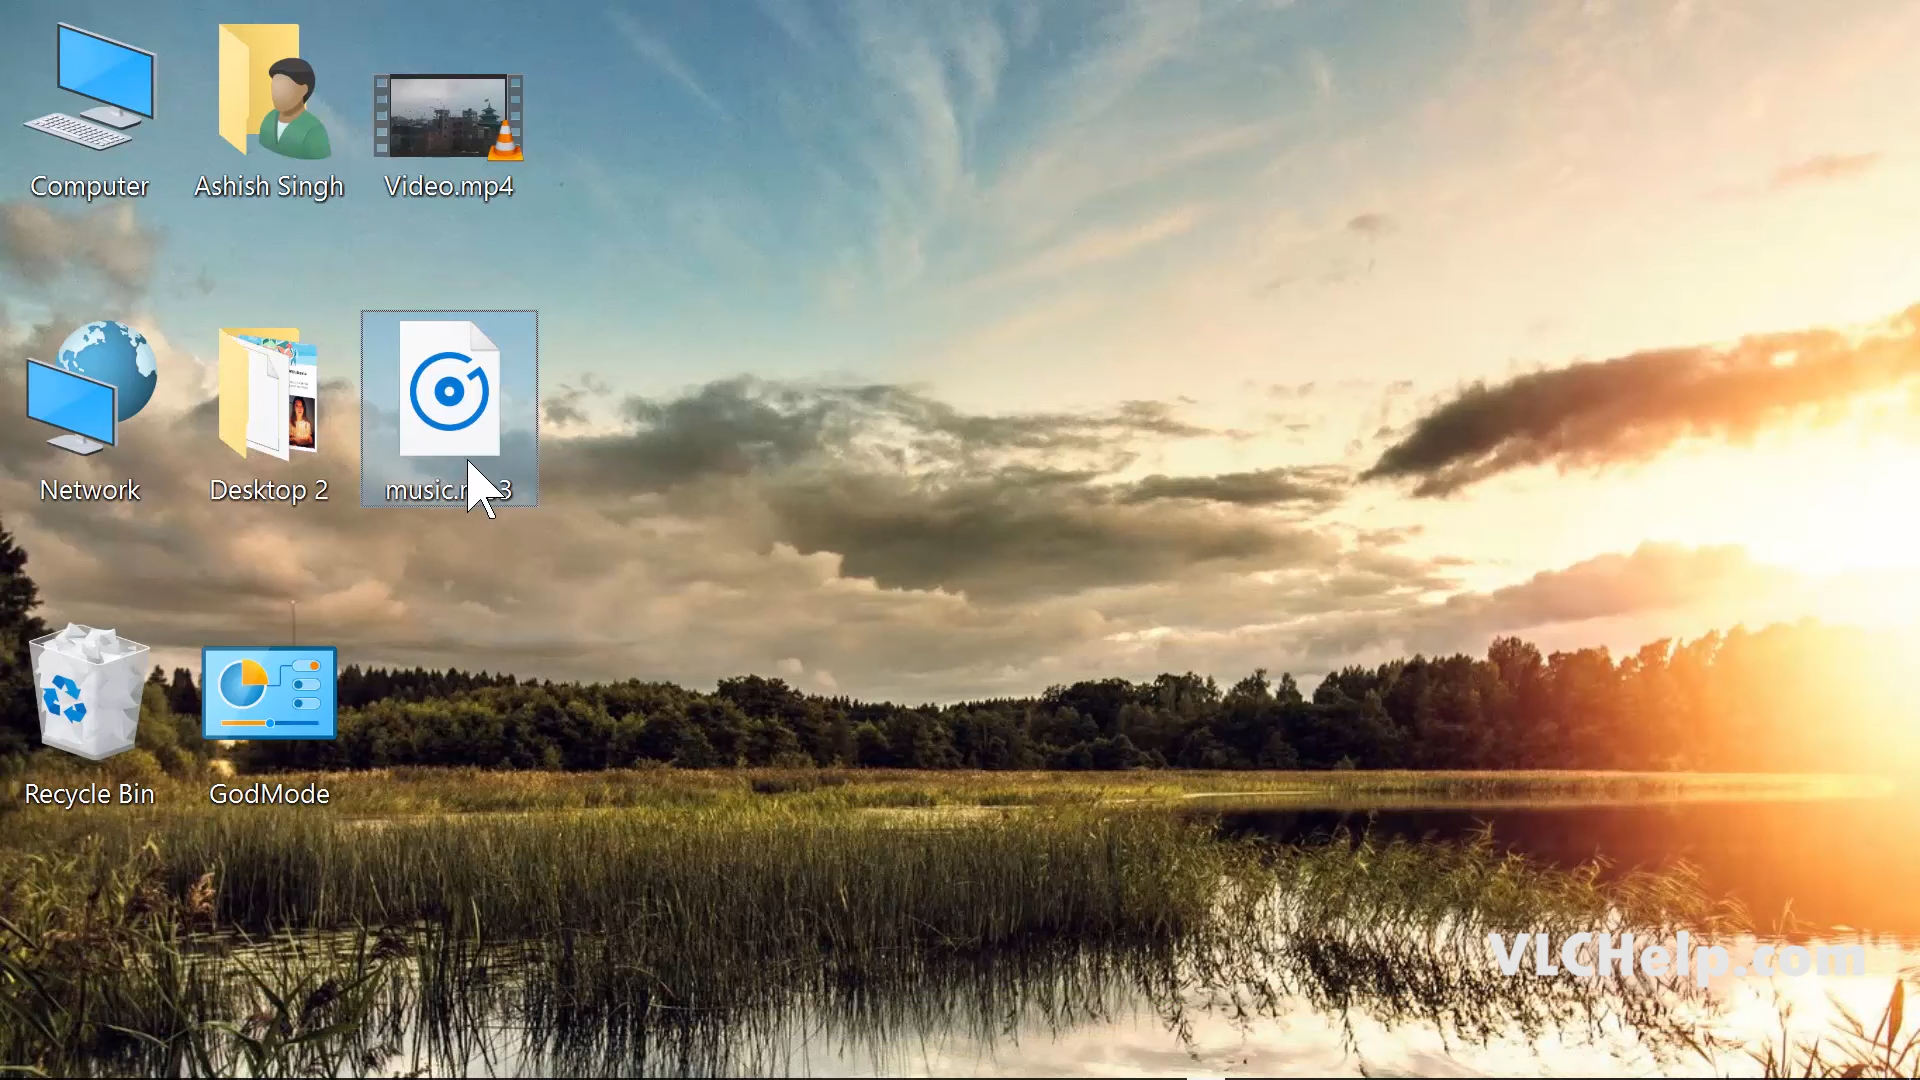 Computer
Ashish Singh
Video.mp4
Network
Desktop 2
music.mp3
Recycle Bin
GodMode
VLCHelp.com